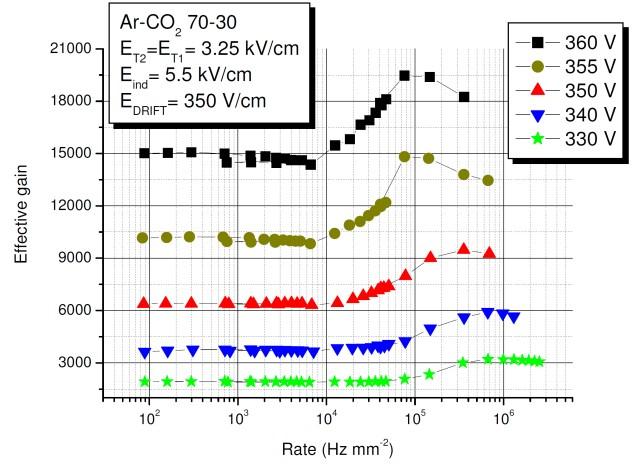 Ar-CO2 70-30
ET2=ET1= 3.25 kV/cm
Eind= 5.5 kV/cm
EDRIFT= 350 V/cm
360 V
355 V
350 V
340 V
330 V
Effective gain
21000
18000
15000
12000
9000
6000
3000
10^2
10^3
10^4
10^5
10^6
Rate (Hz mm^-2)